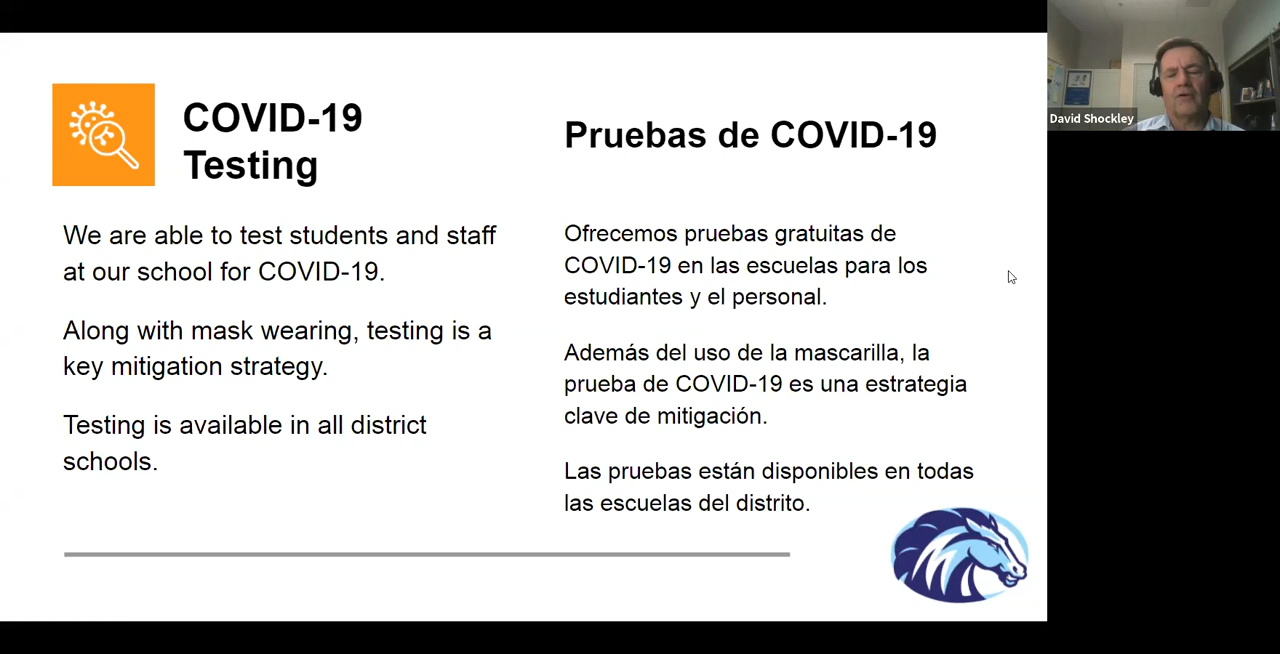 COVID-19
Testing
We are able to test students and staff
at our school for COVID-19.
Along with mask wearing, testing is a
key mitigation strategy.
Testing is available in all district
schools.
Pruebas de COVID-19
Ofrecemos pruebas gratuitas de
COVID-19 en las escuelas para los
estudiantes y el personal.
Además del uso de la mascarilla, la
prueba de COVID-19 es una estrategia
clave de mitigación.
Las pruebas están disponibles en todas
las escuelas del distrito.
David Shockley